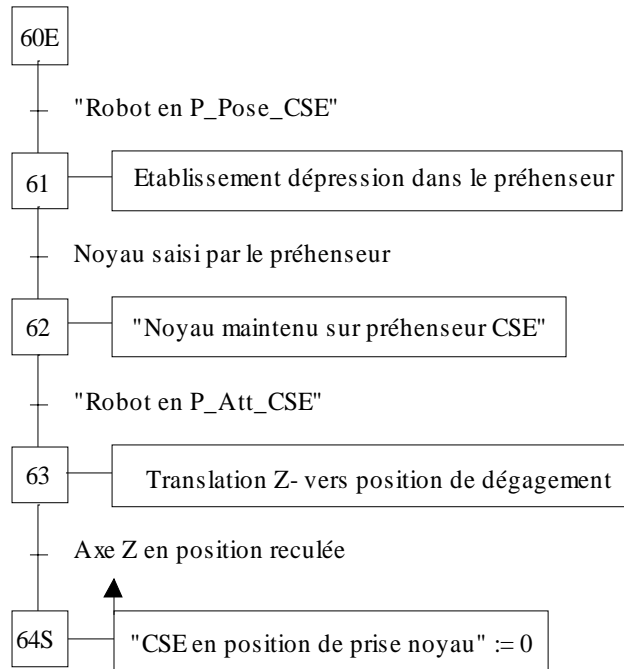 60E
"Robot en P_Pose_CSE"
61
Etablissement dépression dans le préhenseur
Noyau saisi par le préhenseur
62
"Noyau maintenu sur préhenseur CSE"
"Robot en P_Att_CSE"
63
Translation Z- vers position de dégagement
Axe Z en position reculée
64S
"CSE en position de prise noyau" := 0